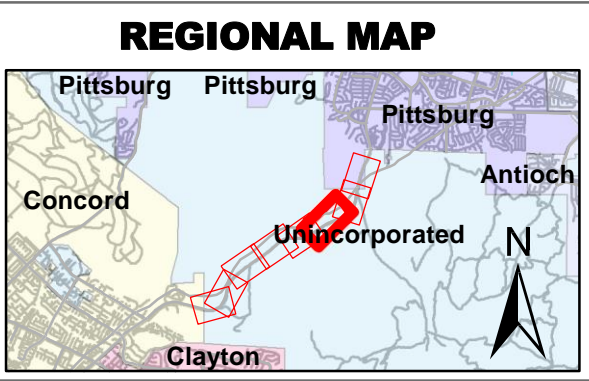 REGIONAL MAP
Pittsburg Pittsburg
Pittsburg
Antioch
Concord
Unincorporated
N
Clayton